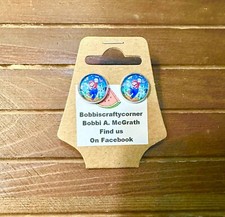 Bobbiscraftycorner
Bobbi A. McGrath
Find us
On Facebook